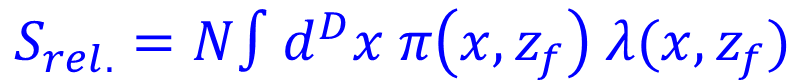 S_{rel.} = N∫ d^D x π(x, z_f) λ(x, z_f)